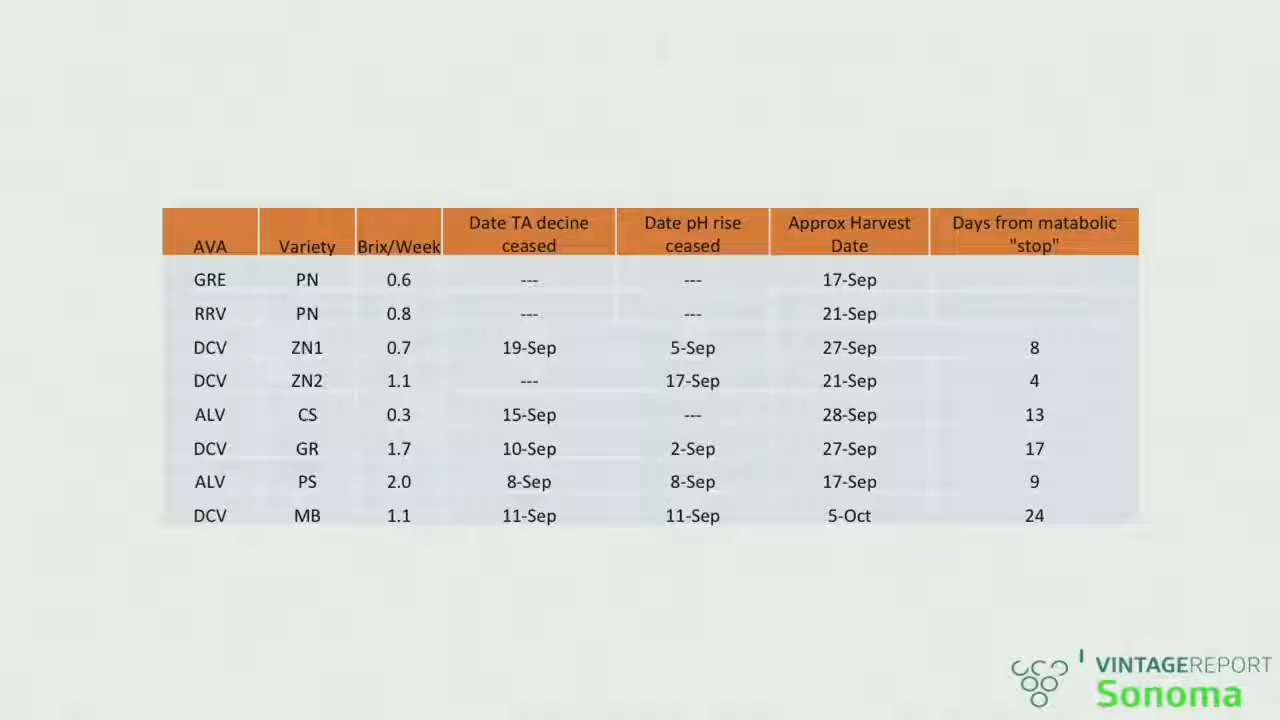 AVA Variety Brix/Week Date TA decine ceased Date pH rise ceased Approx Harvest Date Days from matabolic "stop"
GRE PN 0.6 --- --- 17-Sep
RRV PN 0.8 --- --- 21-Sep
DCV ZN1 0.7 19-Sep 5-Sep 27-Sep 8
DCV ZN2 1.1 --- 17-Sep 21-Sep 4
ALV CS 0.3 15-Sep --- 28-Sep 13
DCV GR 1.7 10-Sep 2-Sep 27-Sep 17
ALV PS 2.0 8-Sep 8-Sep 17-Sep 9
DCV MB 1.1 11-Sep 11-Sep 5-Oct 24
VINTAGEREPORT
Sonoma